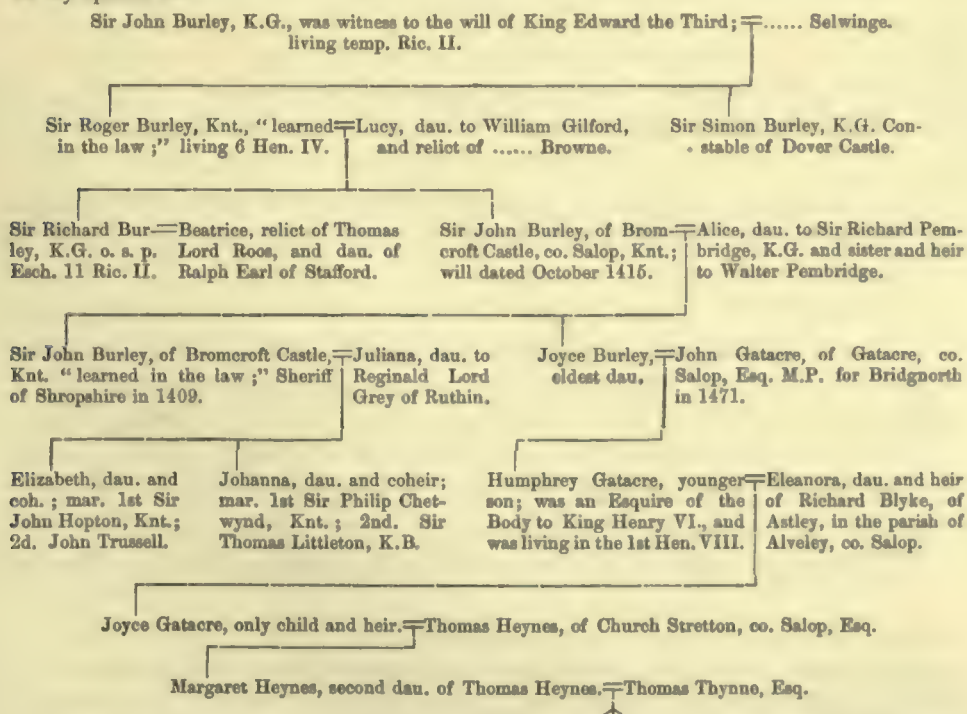 Sir John Burley, K.G., was witness to the will of King Edward the Third; = ...... Selwinge.
living temp. Ric. II.
Sir Roger Burley, Knt., "learned = Lucy, dau. to William Gilford,
in the law;" living 6 Hen. IV. and relict of ...... Browne.
Sir Simon Burley, K.G. Con-
stable of Dover Castle.
Sir Richard Bur- = Beatrice, relict of Thomas
ley, K.G. o. s. p. Lord Roos, and dau. of
Esch. 11 Ric. II. Ralph Earl of Stafford.
Sir John Burley, of Brom- = Alice, dau. to Sir Richard Pem-
croft Castle, co. Salop, Knt.; bridge, K.G. and sister and heir
will dated October 1415. to Walter Pembridge.
Sir John Burley, of Bromcroft Castle, = Juliana, dau. to
Knt. "learned in the law;" Sheriff Reginald Lord
of Shropshire in 1409. Grey of Ruthin.
Joyce Burley, = John Gatacre, of Gatacre, co.
eldest dau. Salop, Esq. M.P. for Bridgnorth
in 1471.
Elizabeth, dau. and
coh.; mar. 1st Sir
John Hopton, Knt.;
2d. John Trussell.
Johanna, dau. and coheir;
mar. 1st Sir Philip Chet-
wynd, Knt.; 2nd. Sir
Thomas Littleton, K.B.
Humphrey Gatacre, younger = Eleanora, dau. and heir
son; was an Esquire of the of Richard Blyke, of
Body to King Henry VI., and Astley, in the parish of
was living in the 1st Hen. VIII. Alveley, co. Salop.
Joyce Gatacre, only child and heir. = Thomas Heynes, of Church Stretton, co. Salop, Esq.
Margaret Heynes, second dau. of Thomas Heynes. = Thomas Thynne, Esq.